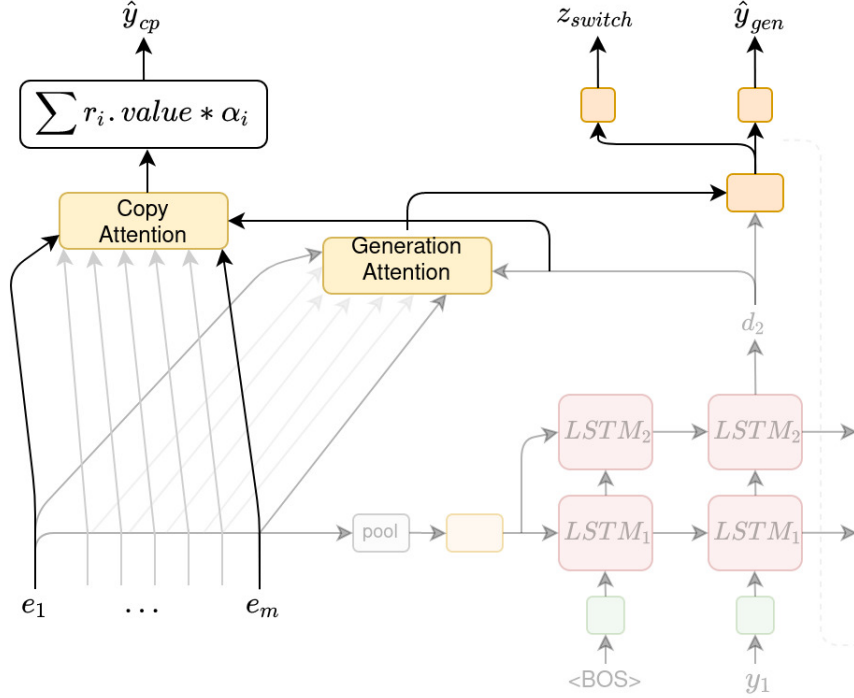 ŷ_cp
z_switch
ŷ_gen
∑ r_i.value * α_i
Copy
Attention
Generation
Attention
d_2
LSTM_2
LSTM_2
pool
LSTM_1
LSTM_1
e_1
...
e_m
<BOS>
y_1